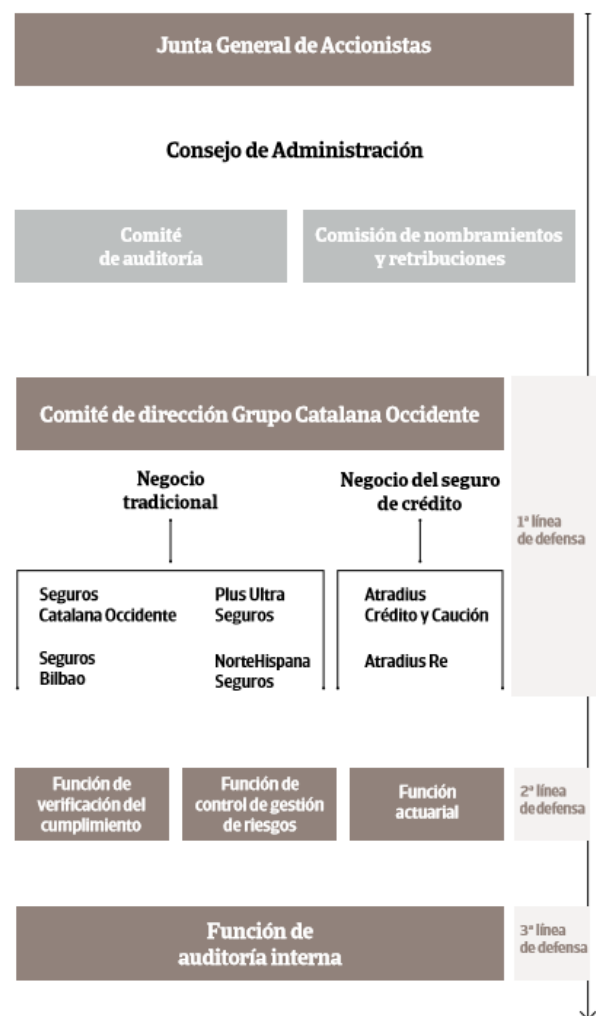 Junta General de Accionistas
Consejo de Administración
Comité
de auditoría
Comisión de nombramientos
y retribuciones
Comité de dirección Grupo Catalana Occidente
Negocio
tradicional
Negocio del seguro
de crédito
1ª línea
de defensa
Seguros
Catalana Occidente
Plus Ultra
Seguros
Seguros
Bilbao
NorteHispana
Seguros
Atradius
Crédito y Caución
Atradius Re
Función de
verificación del
cumplimiento
Función de
control de gestión
de riesgos
Función
actuarial
2ª línea
de defensa
Función de
auditoría interna
3ª línea
de defensa